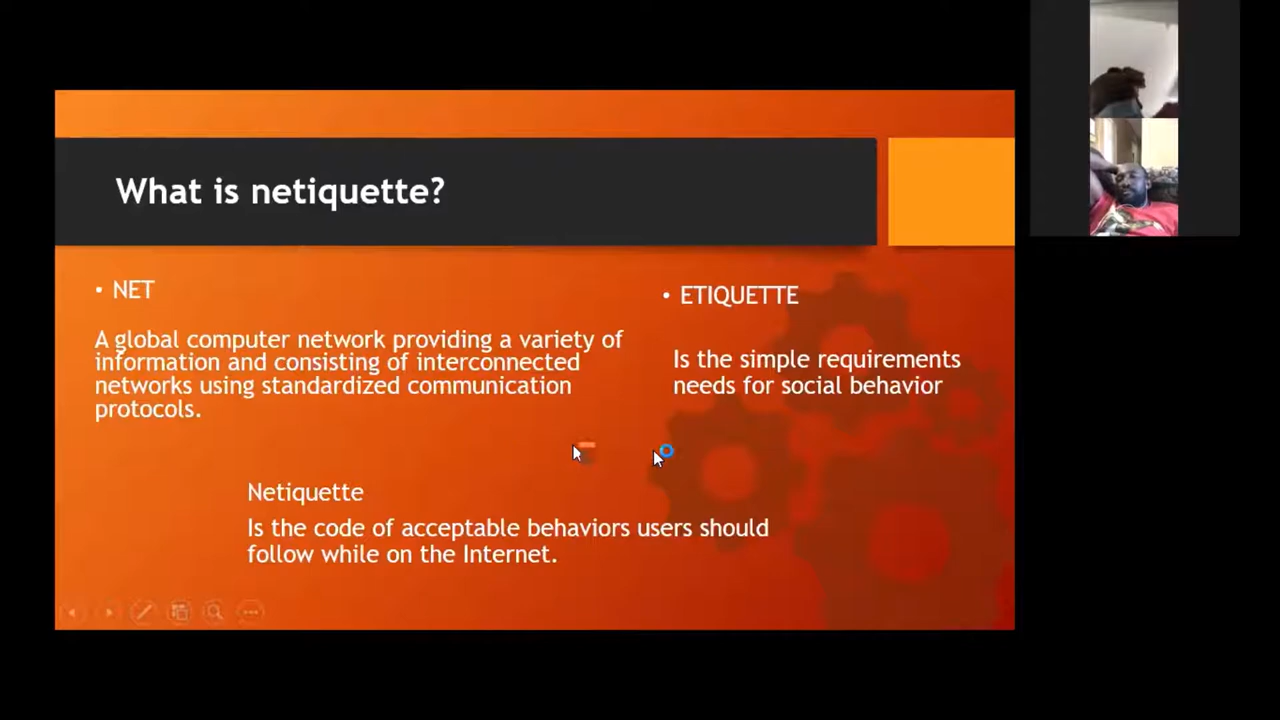 What is netiquette?
• NET
A global computer network providing a variety of
information and consisting of interconnected
networks using standardized communication
protocols.
• ETIQUETTE
Is the simple requirements
needs for social behavior
Netiquette
Is the code of acceptable behaviors users should
follow while on the Internet.